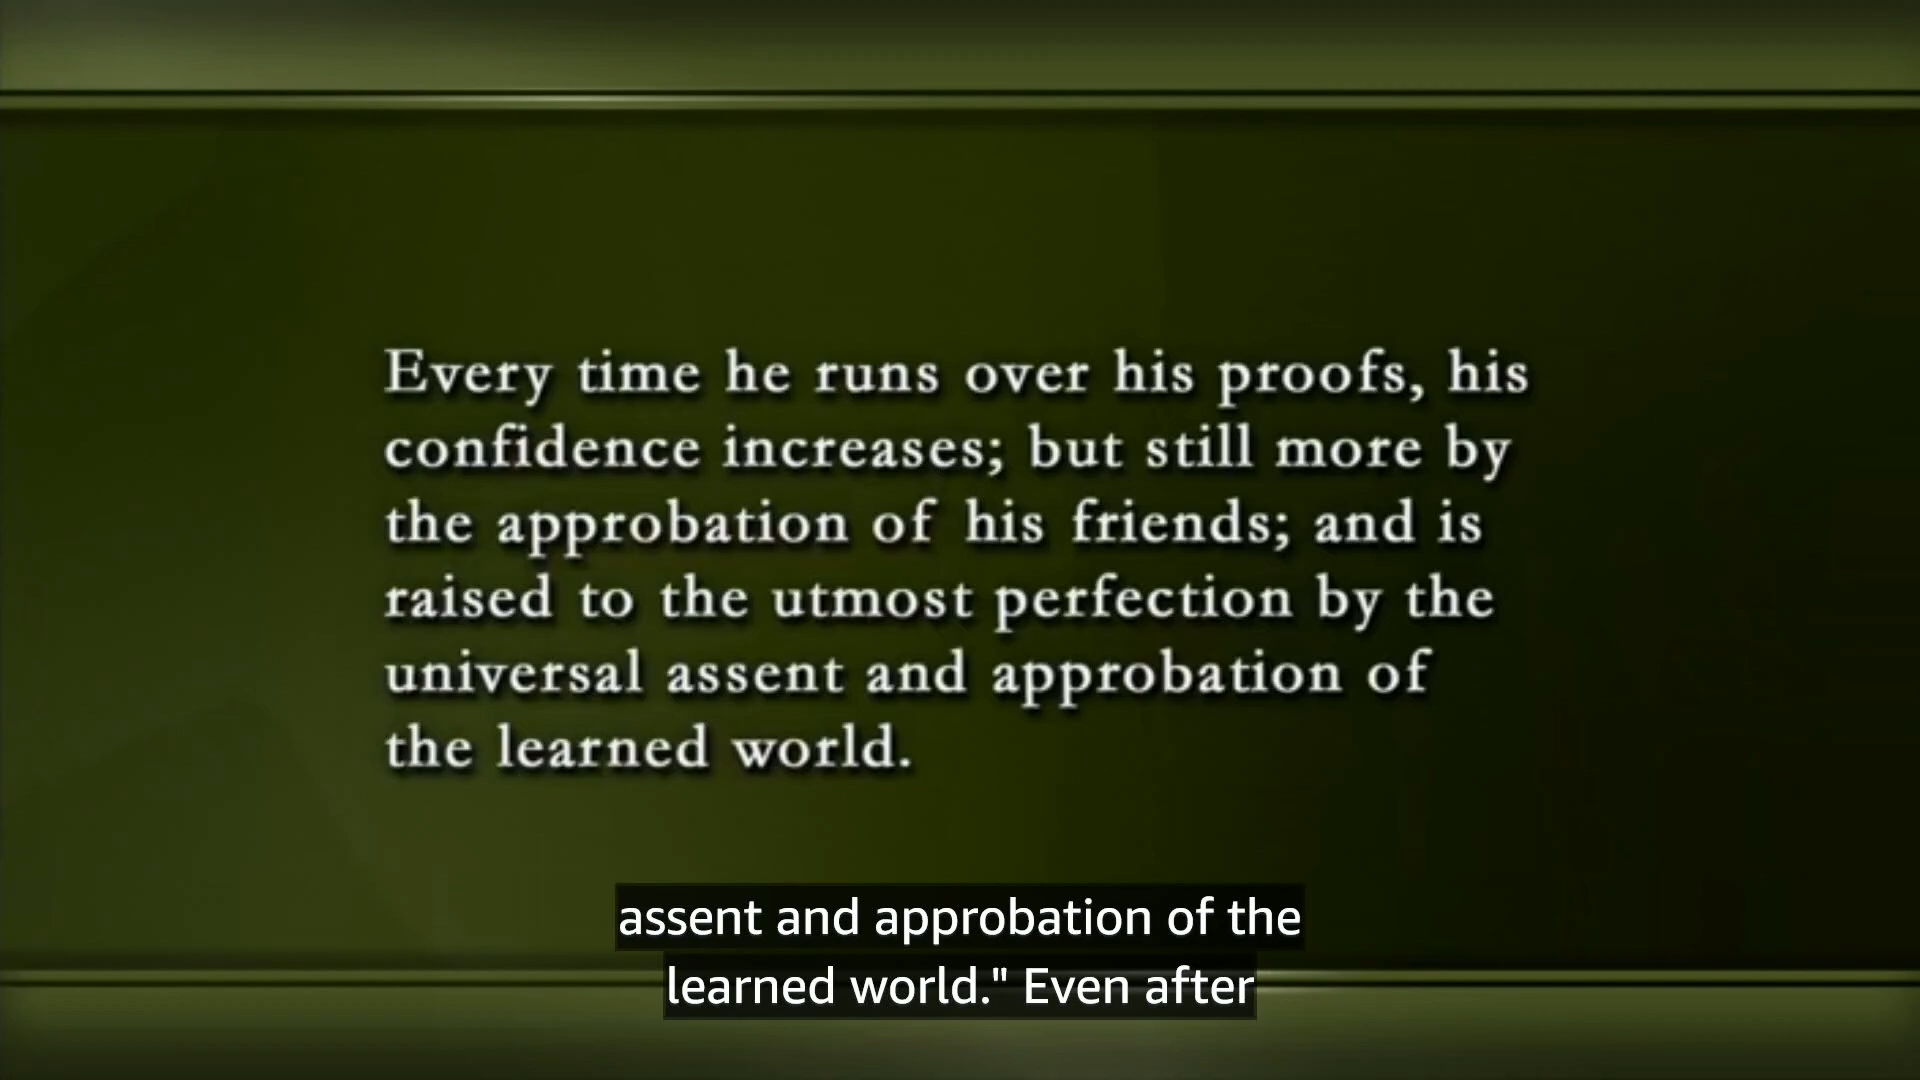 Every time he runs over his proofs, his
confidence increases; but still more by
the approbation of his friends; and is
raised to the utmost perfection by the
universal assent and approbation of
the learned world.
assent and approbation of the
learned world." Even after